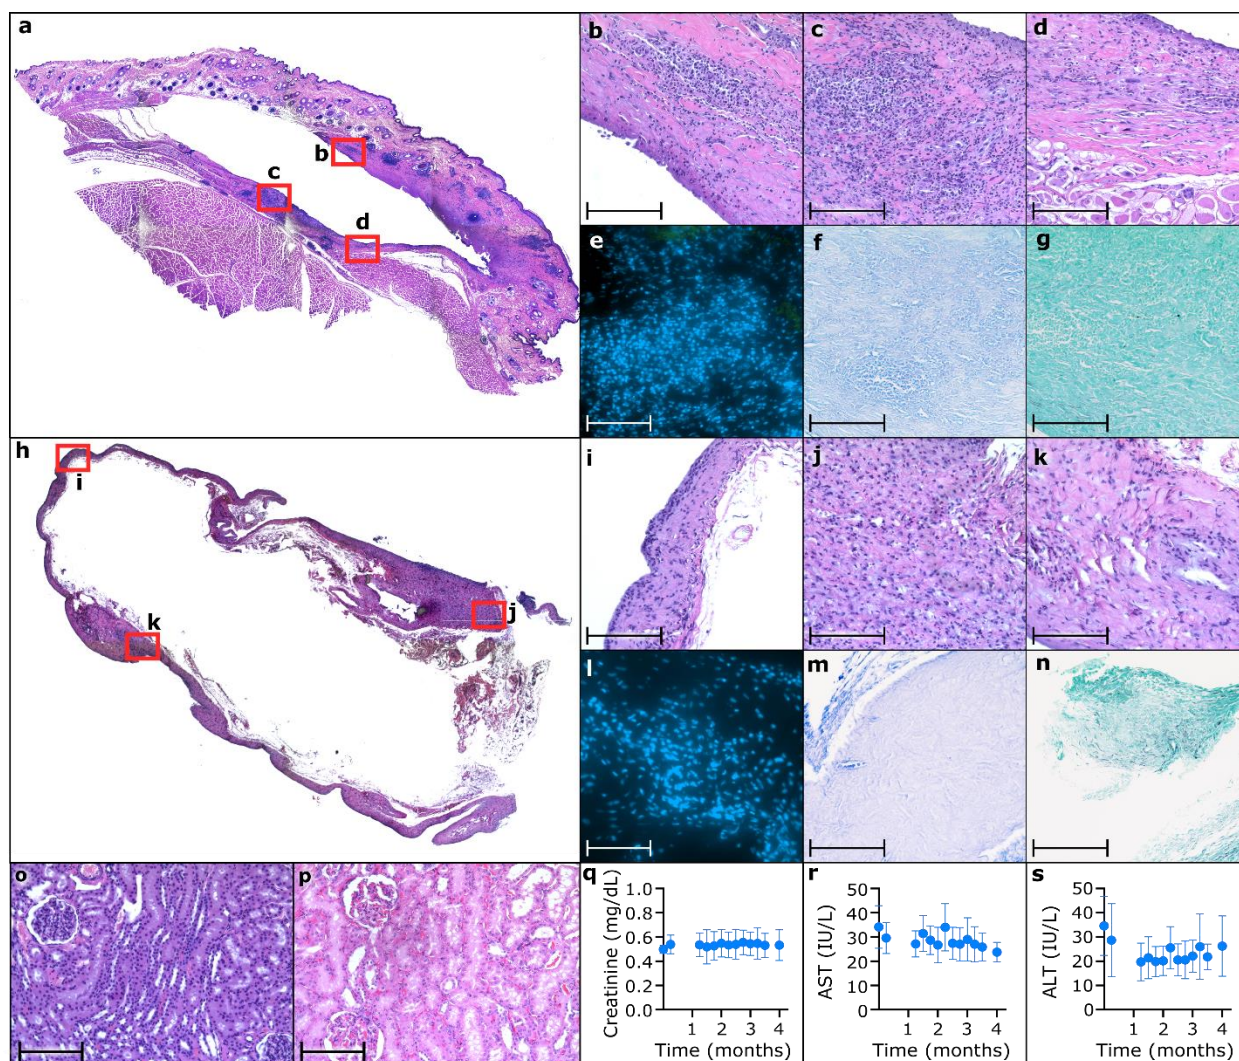 a
b
c
d
b
c
d
e
f
g
h
i
j
k
i
j
k
l
m
n
o
p
q
r
s
Creatinine (mg/dL)
1.0
0.8
0.6
0.4
0.2
0.0
1 2 3 4
Time (months)
AST (IU/L)
50
40
30
20
10
0
1 2 3 4
Time (months)
ALT (IU/L)
50
40
30
20
10
0
1 2 3 4
Time (months)